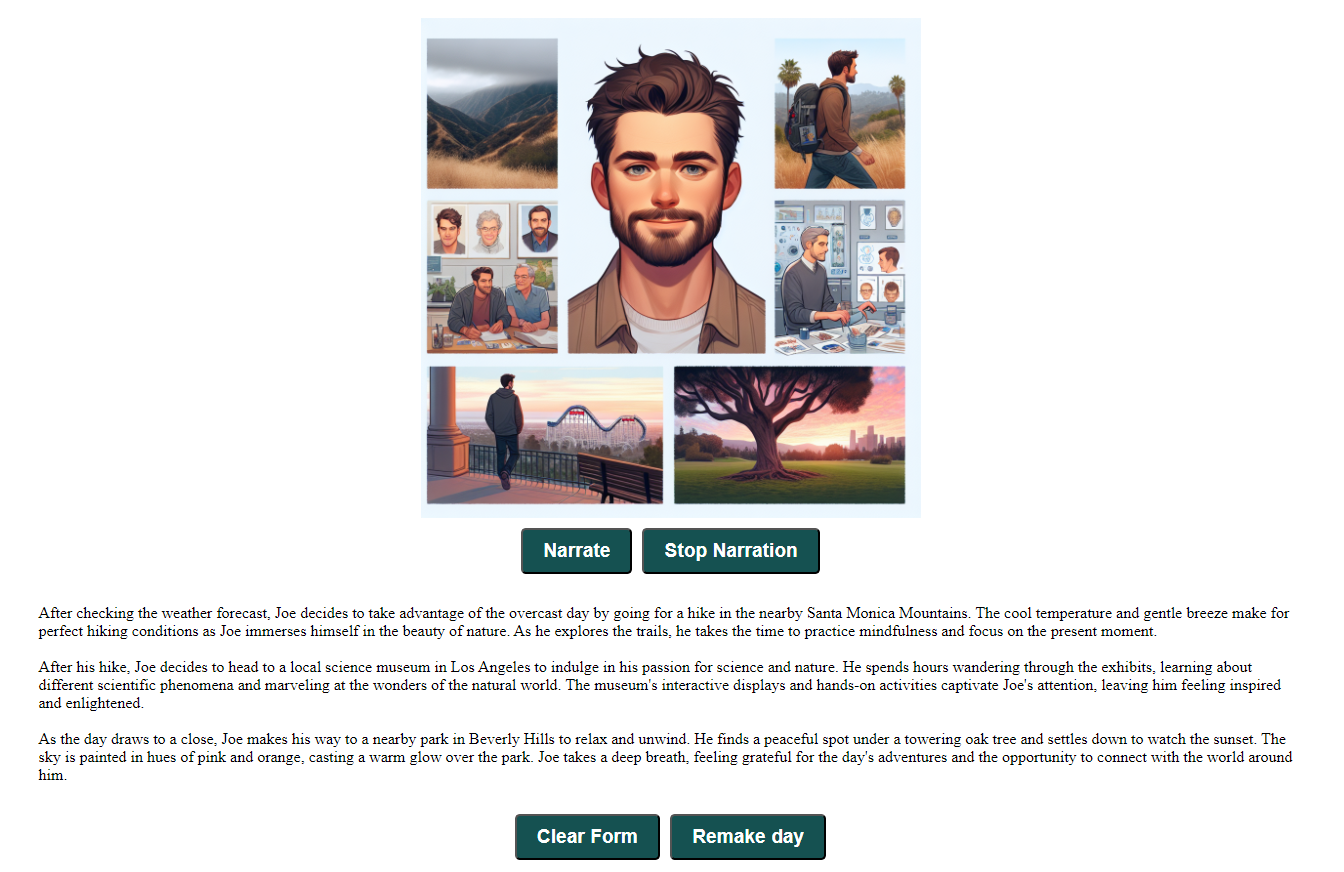 Narrate
Stop Narration
After checking the weather forecast, Joe decides to take advantage of the overcast day by going for a hike in the nearby Santa Monica Mountains. The cool temperature and gentle breeze make for
perfect hiking conditions as Joe immerses himself in the beauty of nature. As he explores the trails, he takes the time to practice mindfulness and focus on the present moment.
After his hike, Joe decides to head to a local science museum in Los Angeles to indulge in his passion for science and nature. He spends hours wandering through the exhibits, learning about
different scientific phenomena and marveling at the wonders of the natural world. The museum's interactive displays and hands-on activities captivate Joe's attention, leaving him feeling inspired
and enlightened.
As the day draws to a close, Joe makes his way to a nearby park in Beverly Hills to relax and unwind. He finds a peaceful spot under a towering oak tree and settles down to watch the sunset. The
sky is painted in hues of pink and orange, casting a warm glow over the park. Joe takes a deep breath, feeling grateful for the day's adventures and the opportunity to connect with the world around
him.
Clear Form
Remake day